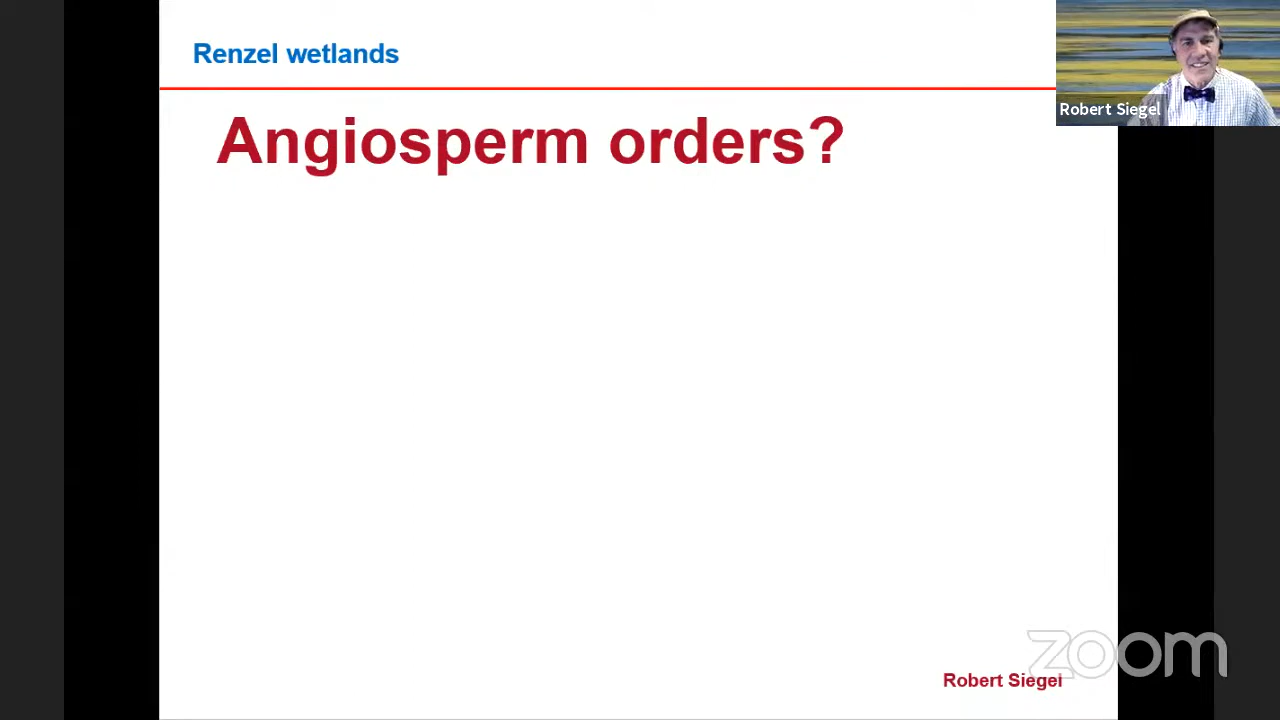 Renzel wetlands
Robert Siegel
Angiosperm orders?
zoom
Robert Siegel